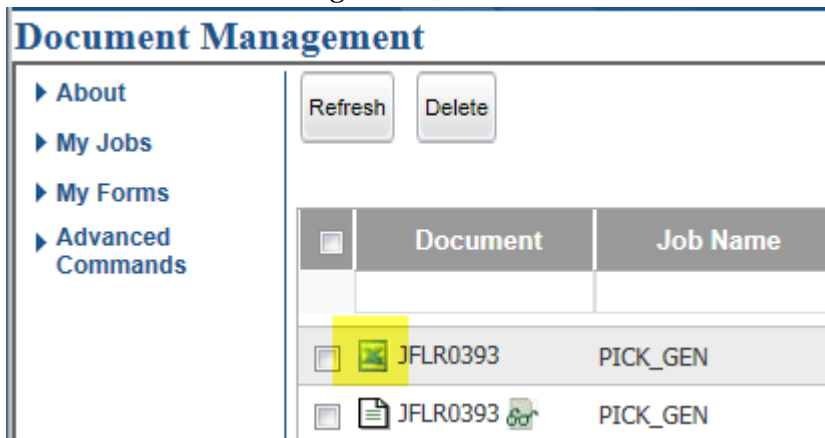 Document Management
About
My Jobs
My Forms
Advanced
Commands
Refresh Delete
Document Job Name
JFLR0393 PICK_GEN
JFLR0393 PICK_GEN